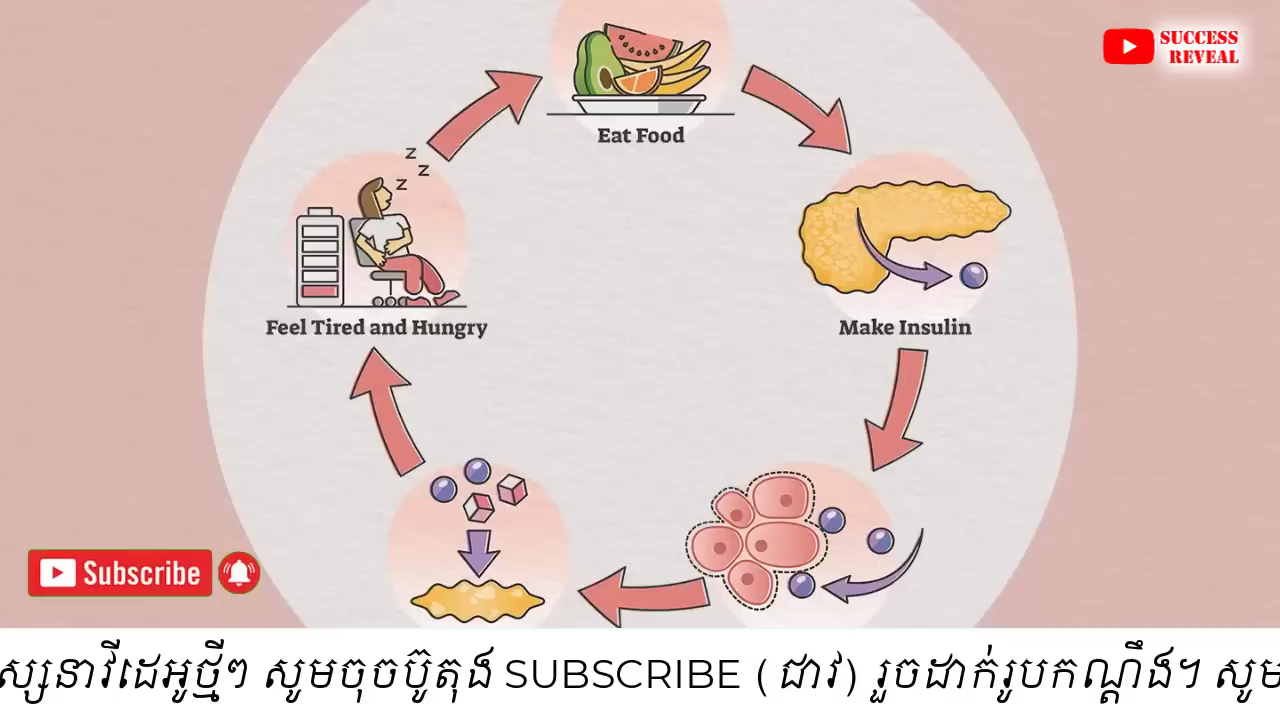 SUCCESS
REVEAL
Eat Food
Z
Z
Z
Feel Tired and Hungry
Make Insulin
Subscribe
ស្សនាវីដេអូថ្មីៗ សូមចុចប៊ូតុង SUBSCRIBE (ជាវ) រួចដាក់រូបកណ្ដឹង។ សូម